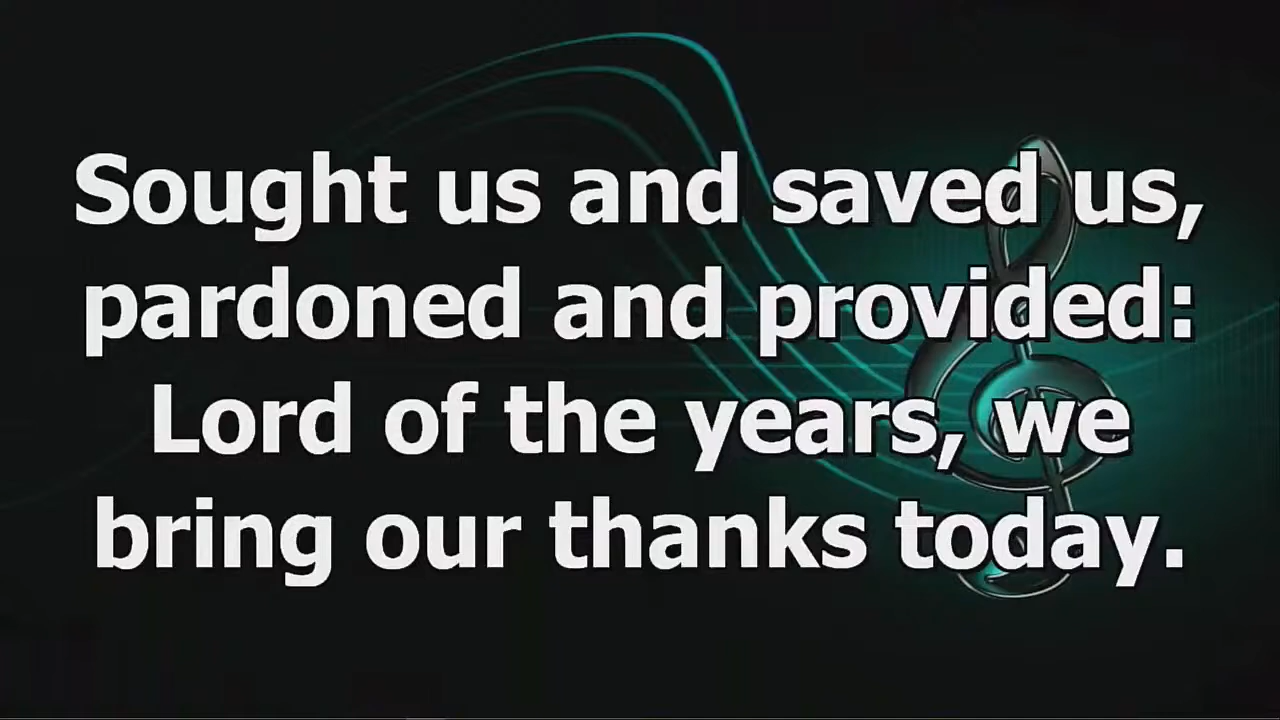 Sought us and saved us,
pardoned and provided:
Lord of the years, we
bring our thanks today.